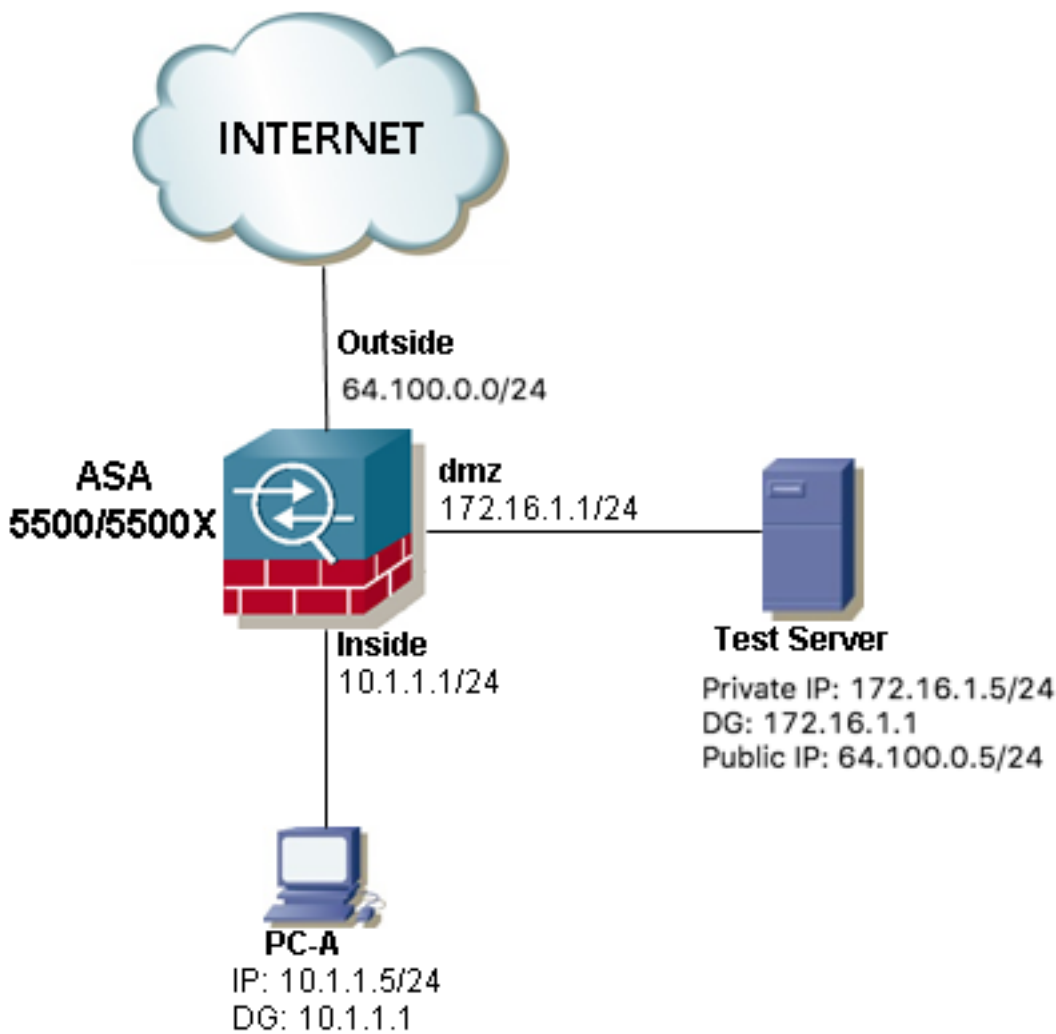 INTERNET
Outside
64.100.0.0/24
ASA
5500/5500X
dmz
172.16.1.1/24
Inside
10.1.1.1/24
Test Server
Private IP: 172.16.1.5/24
DG: 172.16.1.1
Public IP: 64.100.0.5/24
PC-A
IP: 10.1.1.5/24
DG: 10.1.1.1